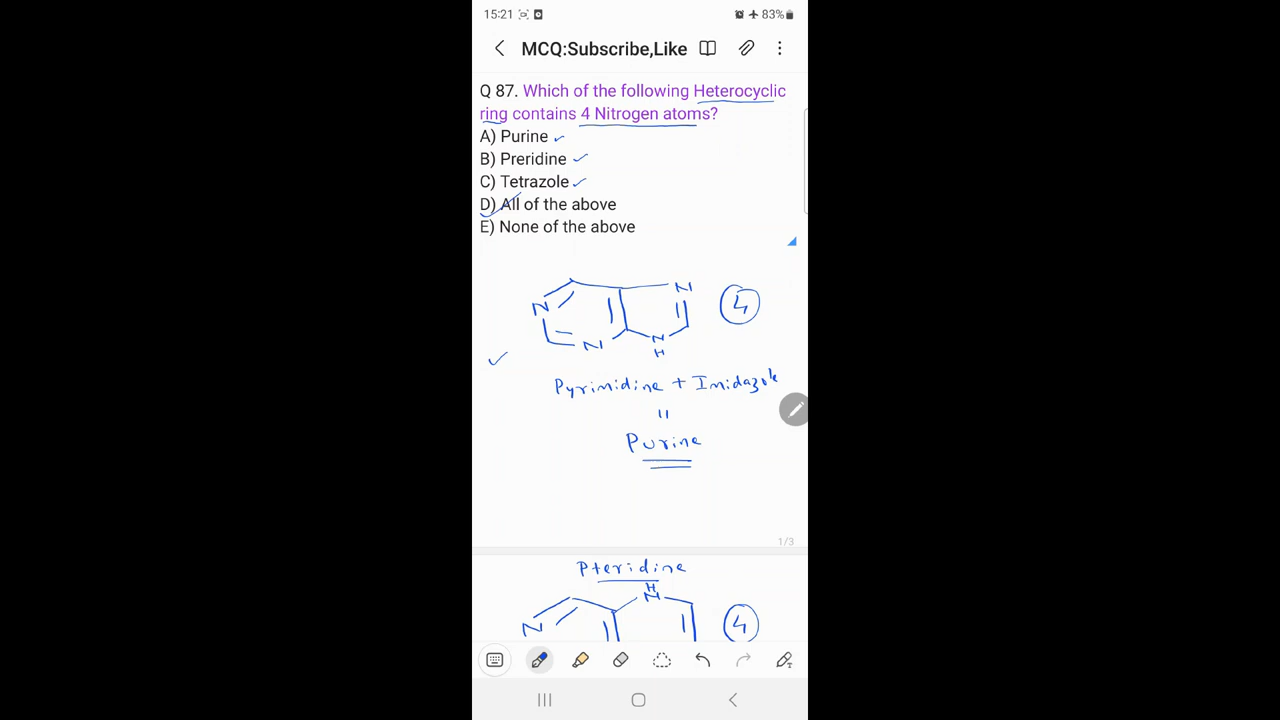 15:21 83%
MCQ:Subscribe,Like
Q 87. Which of the following Heterocyclic
ring contains 4 Nitrogen atoms?
A) Purine
B) Preridine
C) Tetrazole
D) All of the above
E) None of the above
N
N
4
N
N
H
Pyrimidine + Imidazole
=
Purine
1/3
Pteridine
H
N
N
4